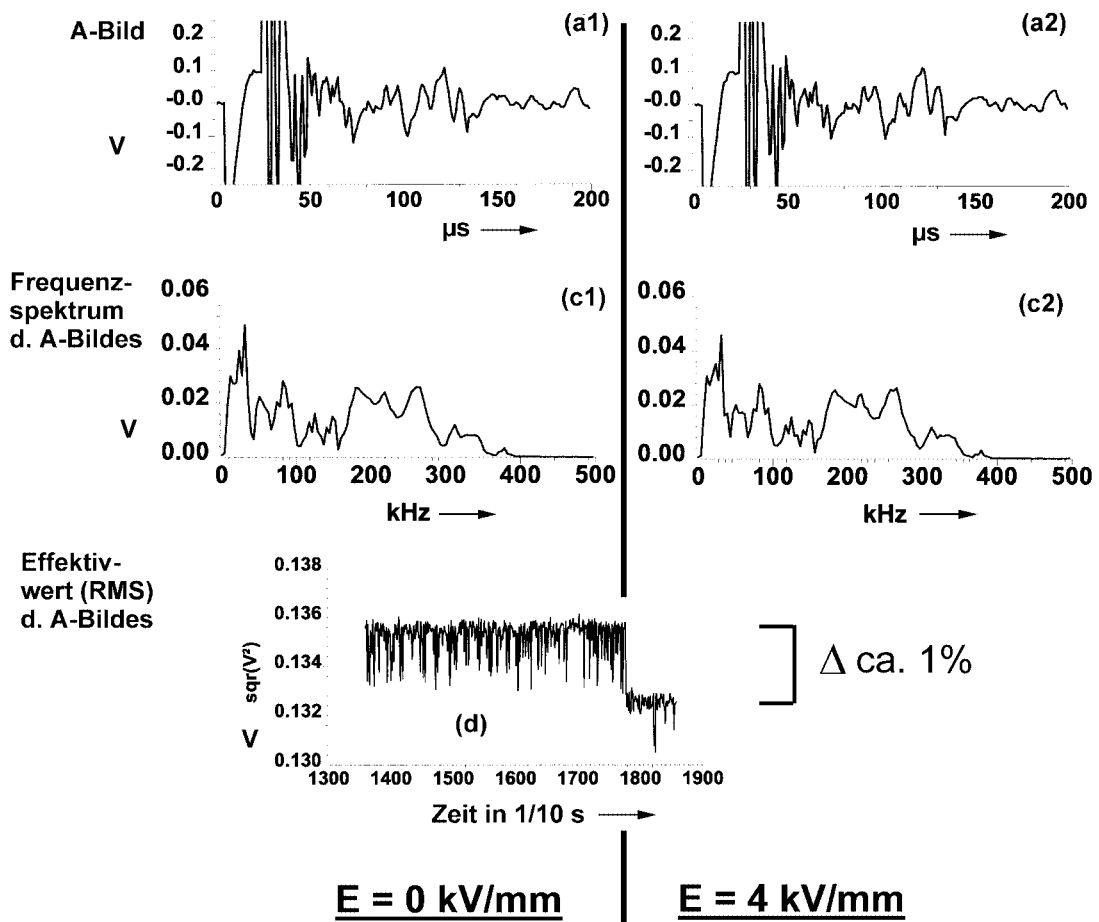 A-Bild
(a1)
(a2)
0.2
0.1
-0.0
-0.1
-0.2
V
0 50 100 150 200
µs
0.2
0.1
-0.0
-0.1
-0.2
0 50 100 150 200
µs
Frequenz-
spektrum
d. A-Bildes
(c1)
(c2)
0.06
0.04
0.02
0.00
V
0 100 200 300 400 500
kHz
0.06
0.04
0.02
0.00
0 100 200 300 400 500
kHz
Effektiv-
wert (RMS)
d. A-Bildes
0.138
0.136
0.134
0.132
0.130
V sqr(V²)
(d)
1300 1400 1500 1600 1700 1800 1900
Zeit in 1/10 s
Δ ca. 1%
E = 0 kV/mm
E = 4 kV/mm